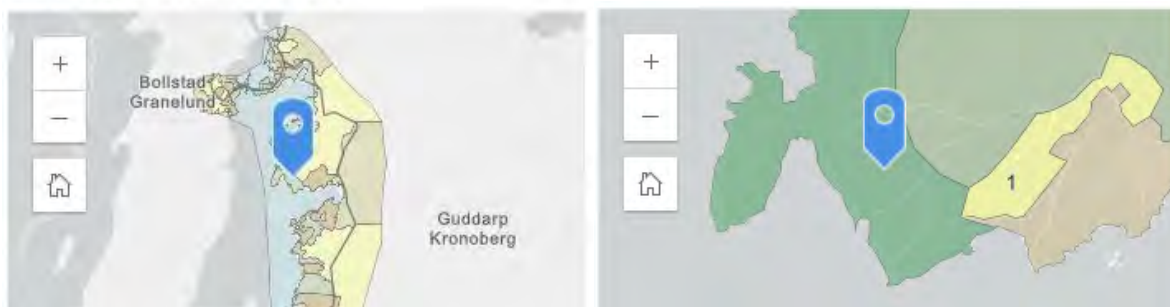 +
−
Bollstad
Granelund
Guddarp
Kronoberg
+
−
1